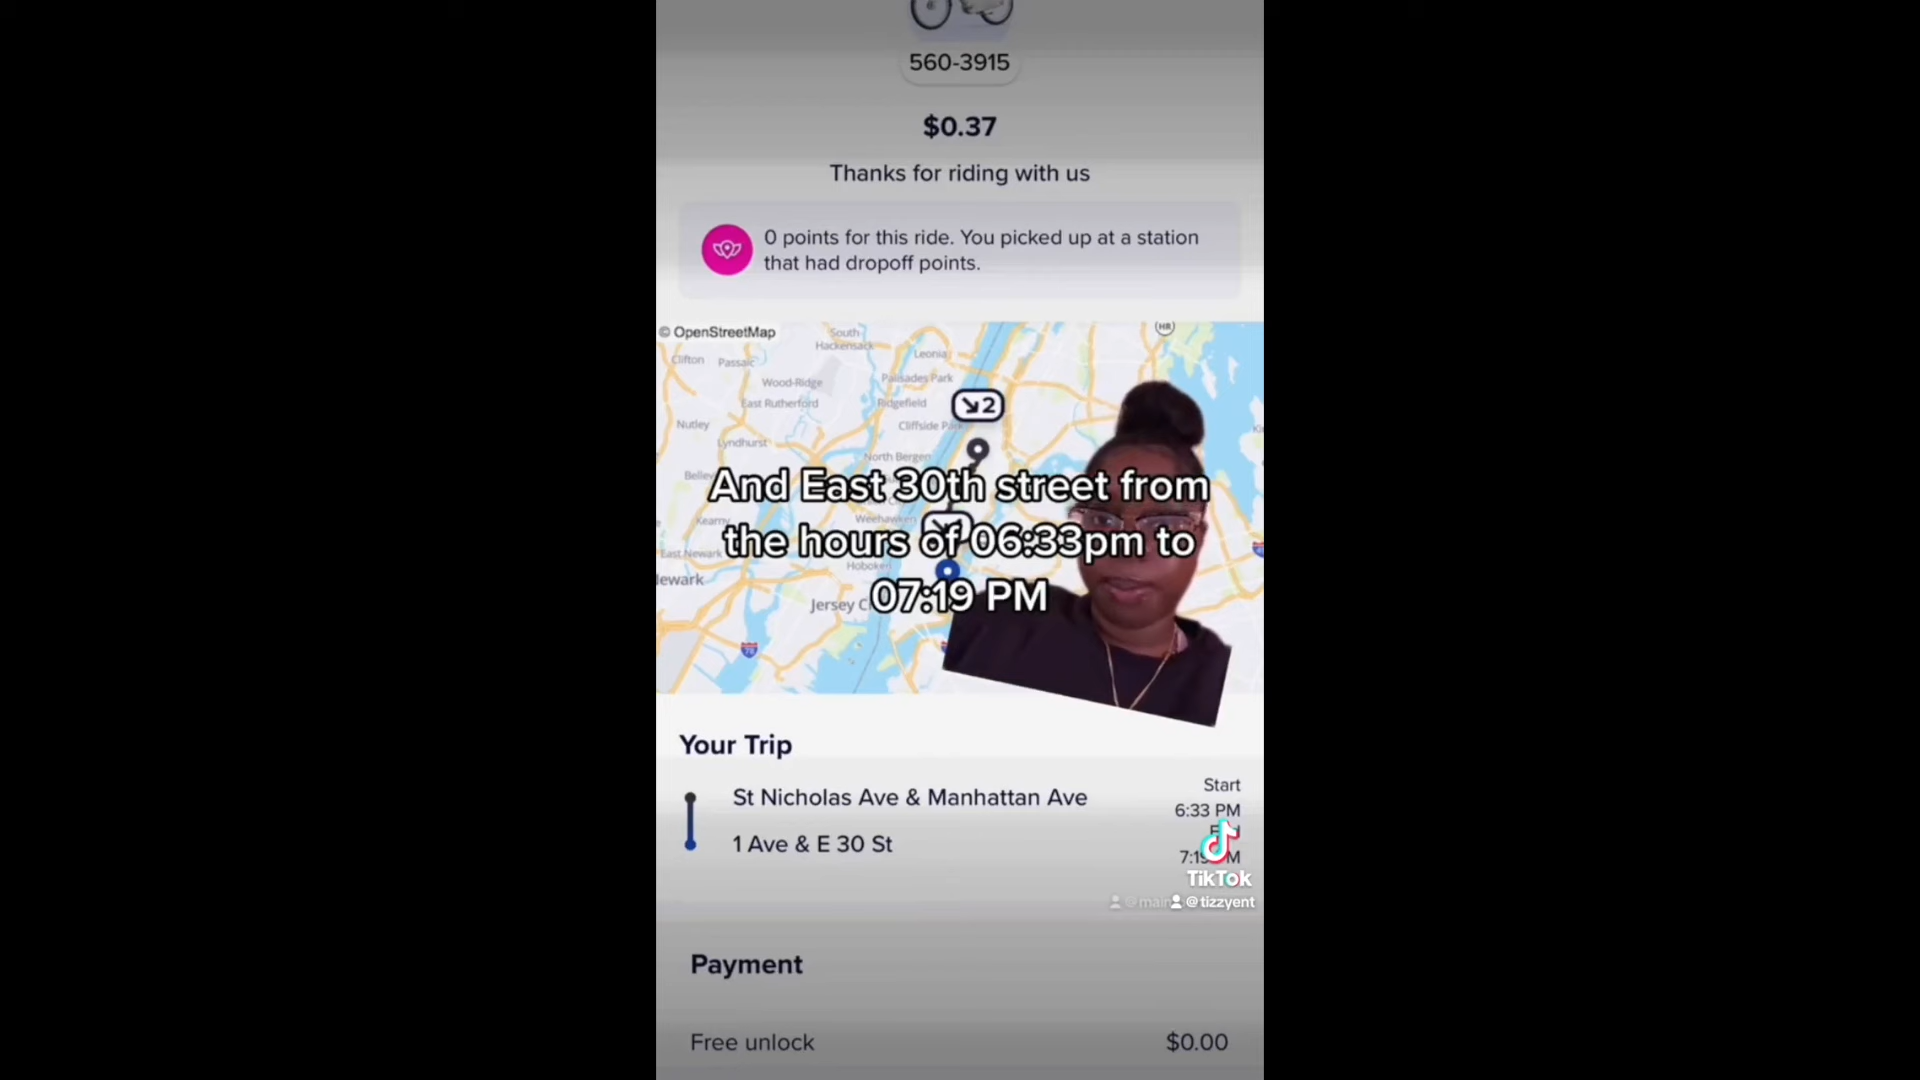 560-3915
$0.37
Thanks for riding with us
0 points for this ride. You picked up at a station
that had dropoff points.
© OpenStreetMap
South
Hackensack
HR
Clifton
Passaic
Leonia
Wood-Ridge
Palisades Park
East Rutherford
Ridgefield
2
Nutley
Cliffside Park
Lyndhurst
North Bergen
And East 30th street from
the hours of 06:33pm to
07:19 PM
Kearny
Weehawken
East Newark
Hoboken
78
Your Trip
St Nicholas Ave & Manhattan Ave
Start
6:33 PM
1 Ave & E 30 St
TikTok
@tizzyent
Payment
Free unlock
$0.00